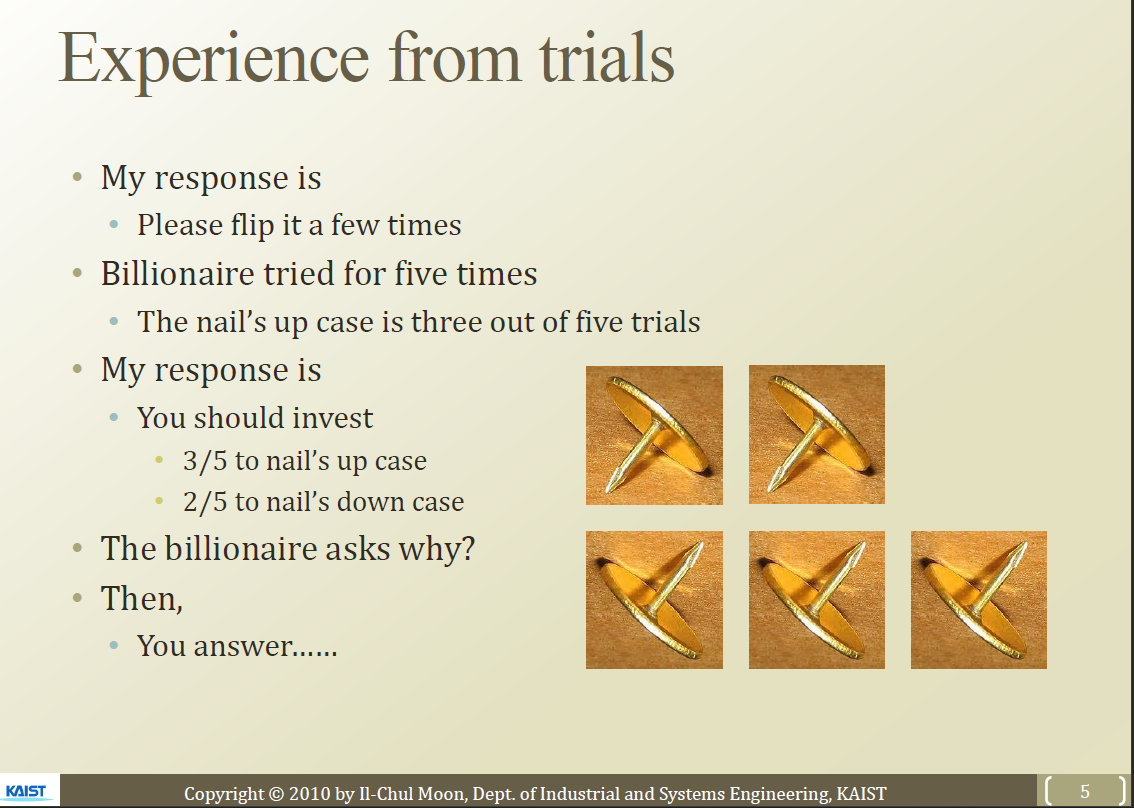 Experience from trials
• My response is
• Please flip it a few times
• Billionaire tried for five times
• The nail's up case is three out of five trials
• My response is
• You should invest
• 3/5 to nail's up case
• 2/5 to nail's down case
• The billionaire asks why?
• Then,
• You answer......
KAIST
Copyright © 2010 by Il-Chul Moon, Dept. of Industrial and Systems Engineering, KAIST
5